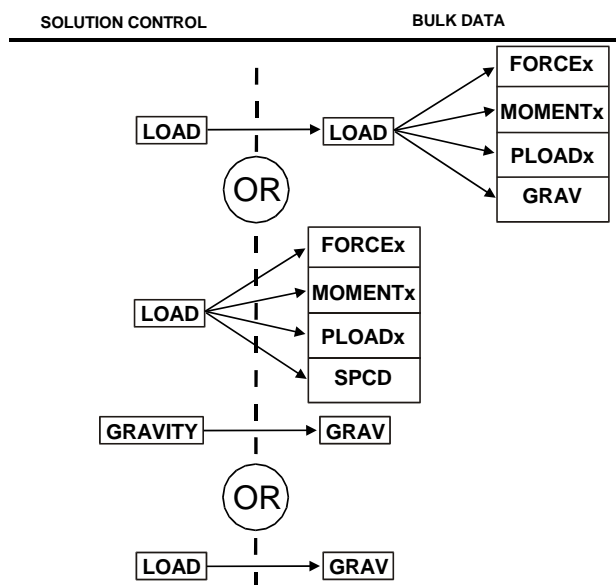 SOLUTION CONTROL BULK DATA
FORCEx
MOMENTx
LOAD LOAD
PLOADx
OR
GRAV
FORCEx
MOMENTx
LOAD
PLOADx
SPCD
GRAVITY GRAV
OR
LOAD GRAV